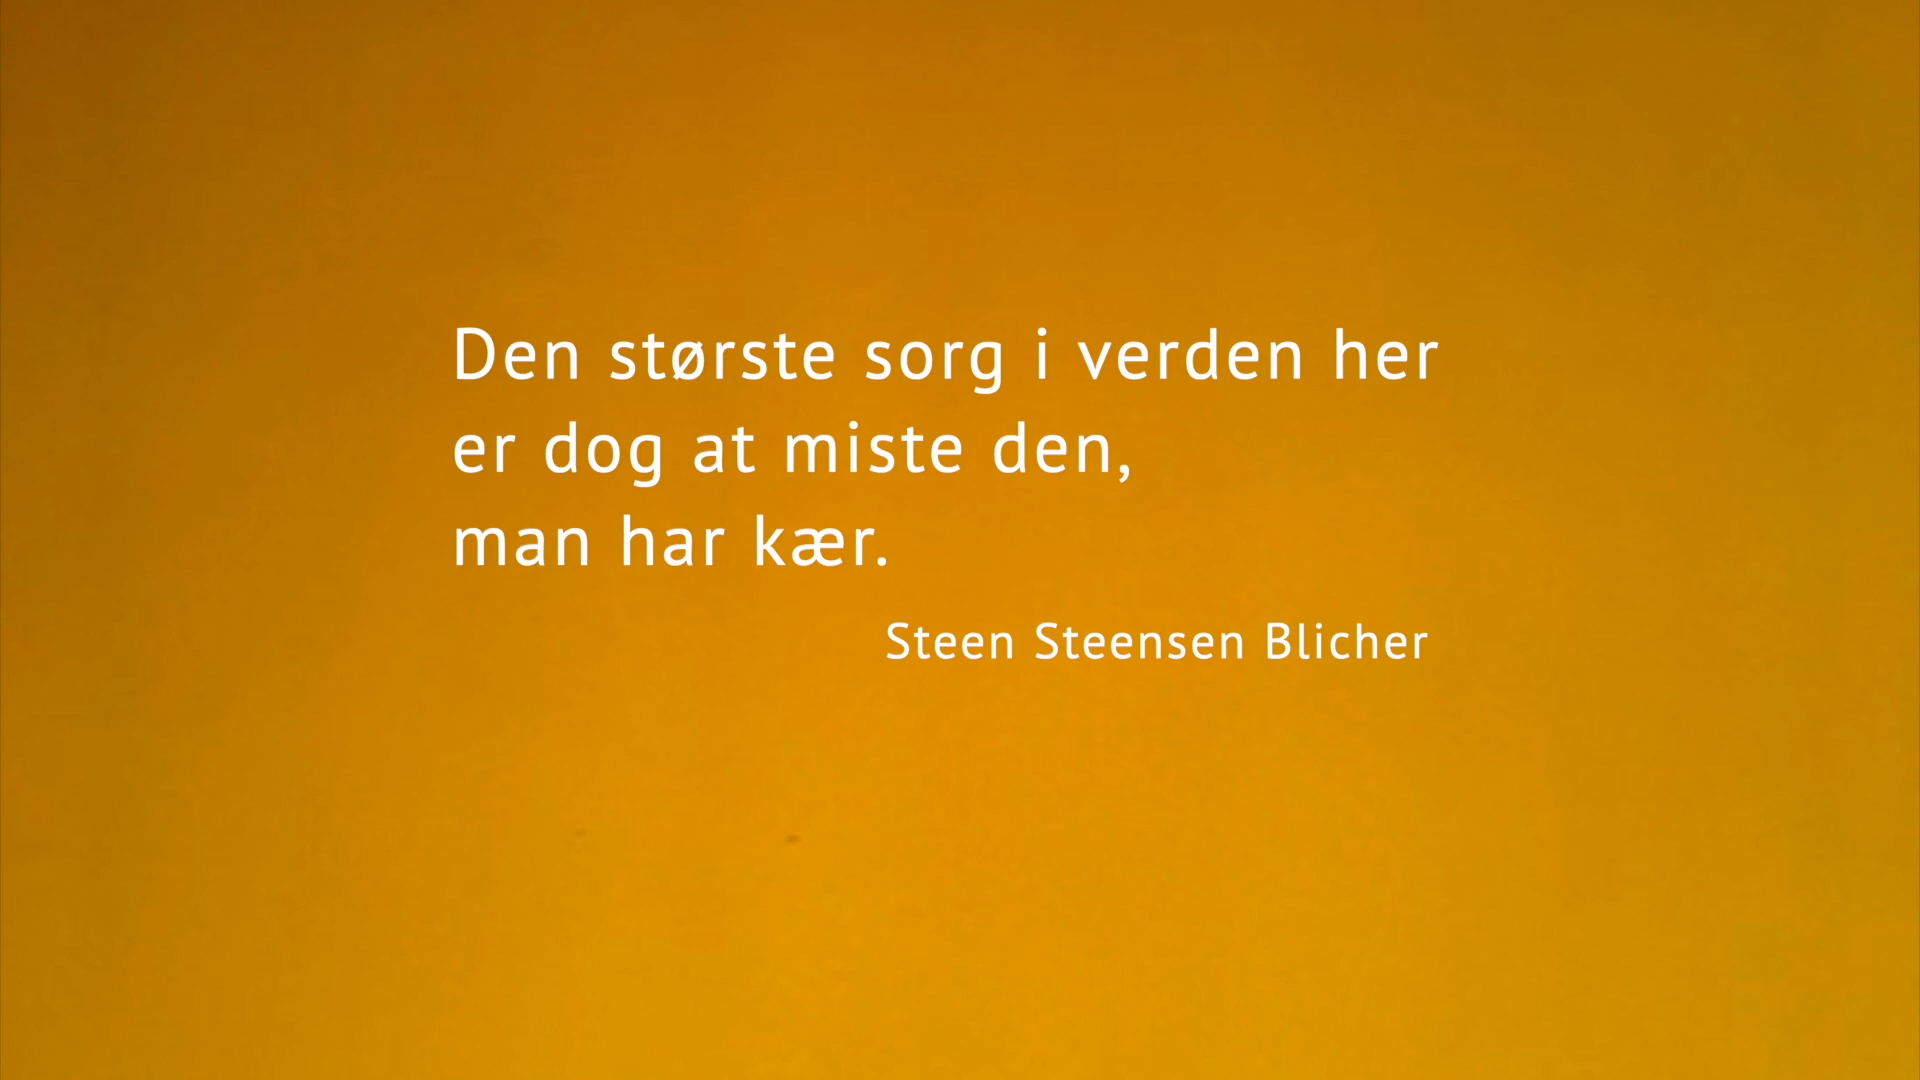 Den største sorg i verden her
er dog at miste den,
man har kær.
Steen Steensen Blicher